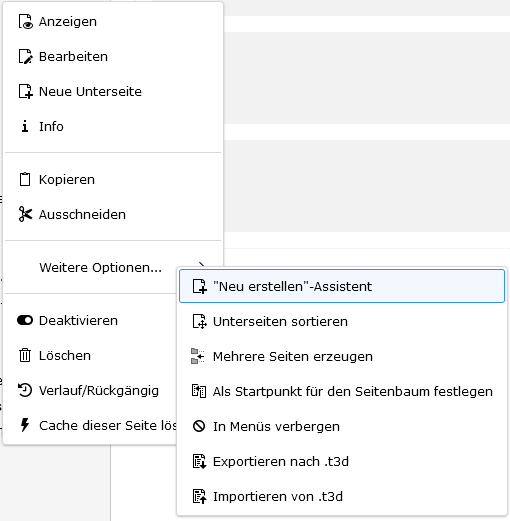 Anzeigen
Bearbeiten
Neue Unterseite
Info
Kopieren
Ausschneiden
Weitere Optionen...
Deaktivieren
Löschen
Verlauf/Rückgängig
Cache dieser Seite lös
"Neu erstellen"-Assistent
Unterseiten sortieren
Mehrere Seiten erzeugen
Als Startpunkt für den Seitenbaum festlegen
In Menüs verbergen
Exportieren nach .t3d
Importieren von .t3d